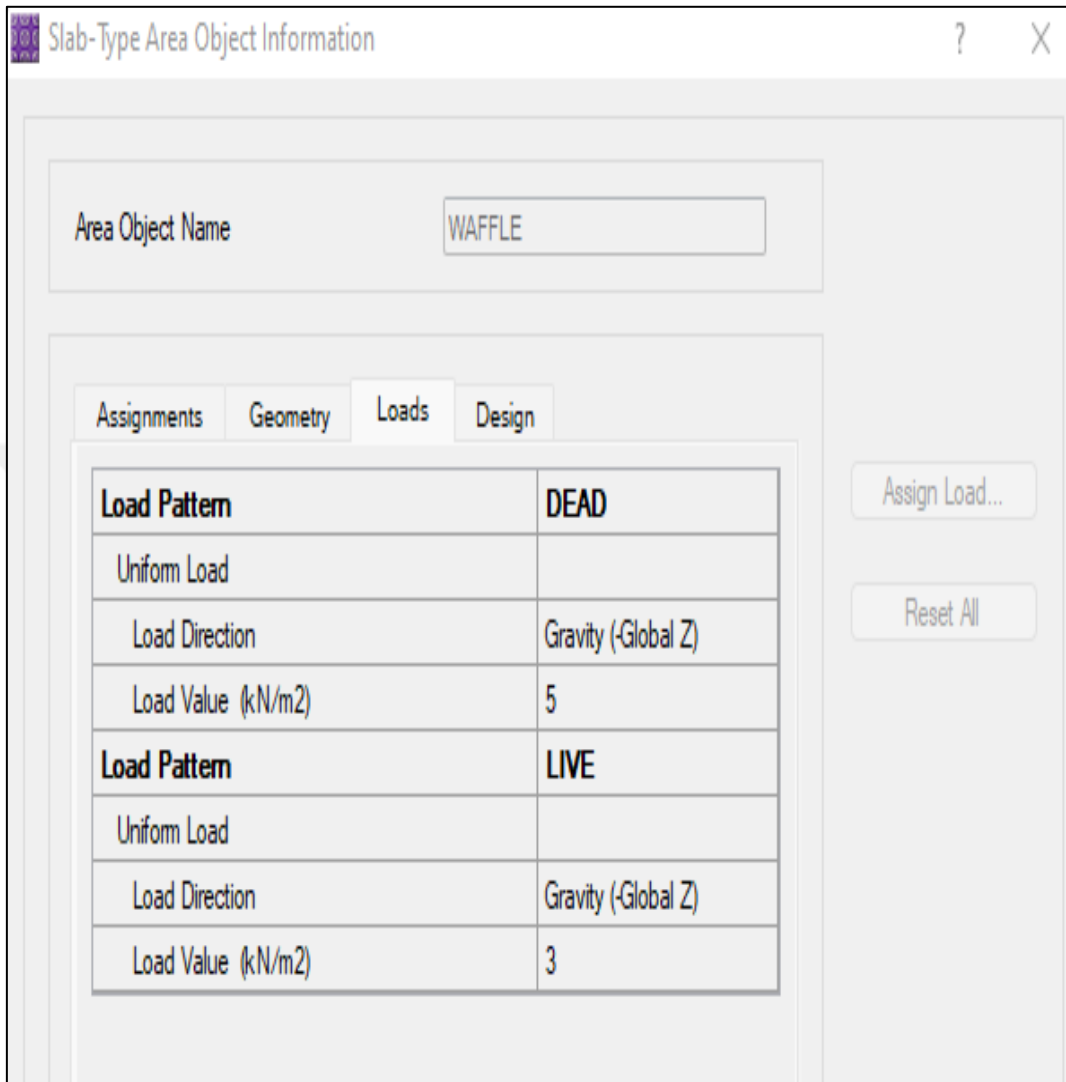 Slab-Type Area Object Information ? X
Area Object Name WAFFLE
Assignments Geometry Loads Design
Load Pattern DEAD
Uniform Load
Load Direction Gravity (-Global Z)
Load Value (kN/m2) 5
Load Pattern LIVE
Uniform Load
Load Direction Gravity (-Global Z)
Load Value (kN/m2) 3
Assign Load...
Reset All